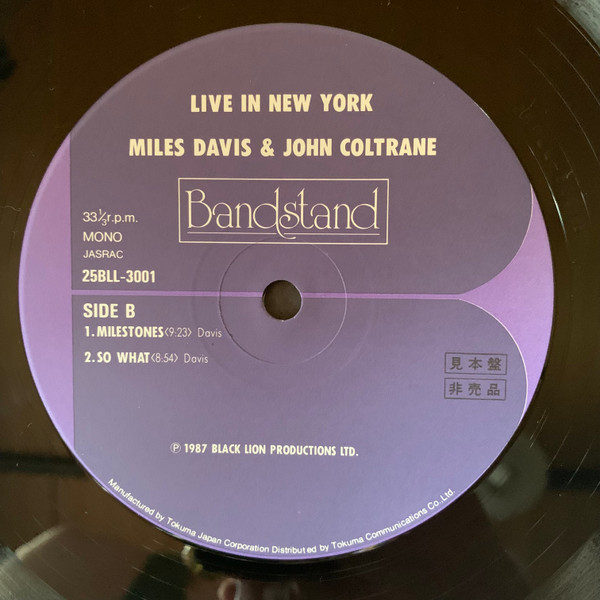 LIVE IN NEW YORK
MILES DAVIS & JOHN COLTRANE
Bandstand
33⅓r.p.m.
MONO
JASRAC
25BLL-3001
SIDE B
1.MILESTONES〈9:23〉 Davis
2.SO WHAT〈8:54〉 Davis
見本盤
非売品
Ⓟ 1987 BLACK LION PRODUCTIONS LTD.
Manufactured by Tokuma Japan Corporation Distributed by Tokuma Communications Co.,Ltd.